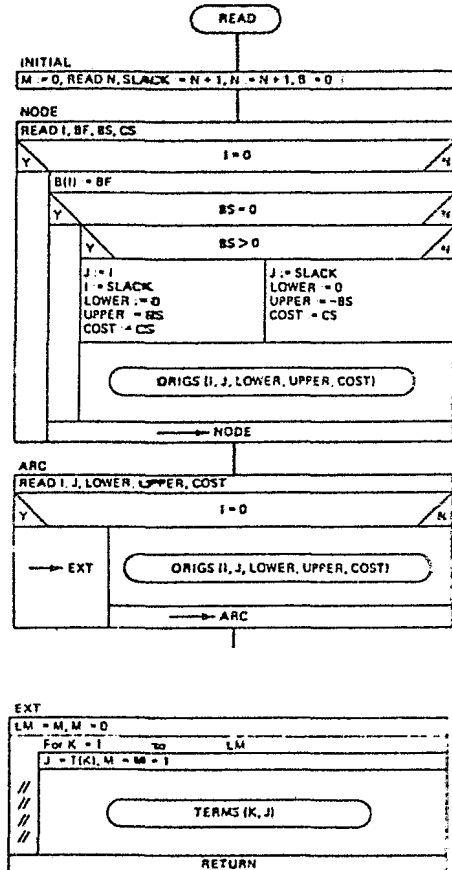 READ
INITIAL
M := 0, READ N, SLACK := N + 1, N := N + 1, B := 0
NODE
READ I, BF, BS, CS
Y I = 0 N
B(I) := BF
Y BS = 0 N
Y BS > 0 N
J := I
I := SLACK
LOWER := 0
UPPER := BS
COST := CS
J := SLACK
LOWER := 0
UPPER := -BS
COST := CS
ORIGS (I, J, LOWER, UPPER, COST)
NODE
ARC
READ I, J, LOWER, UPPER, COST
Y I = 0 N
EXT
ORIGS (I, J, LOWER, UPPER, COST)
ARC
EXT
LM := M, M := 0
For K = 1 to LM
J := T(K), M := M + 1
TERMS (K, J)
RETURN